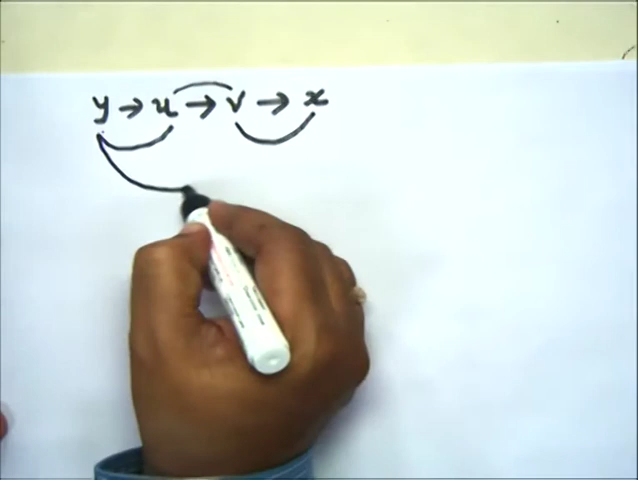 y → u → v → x